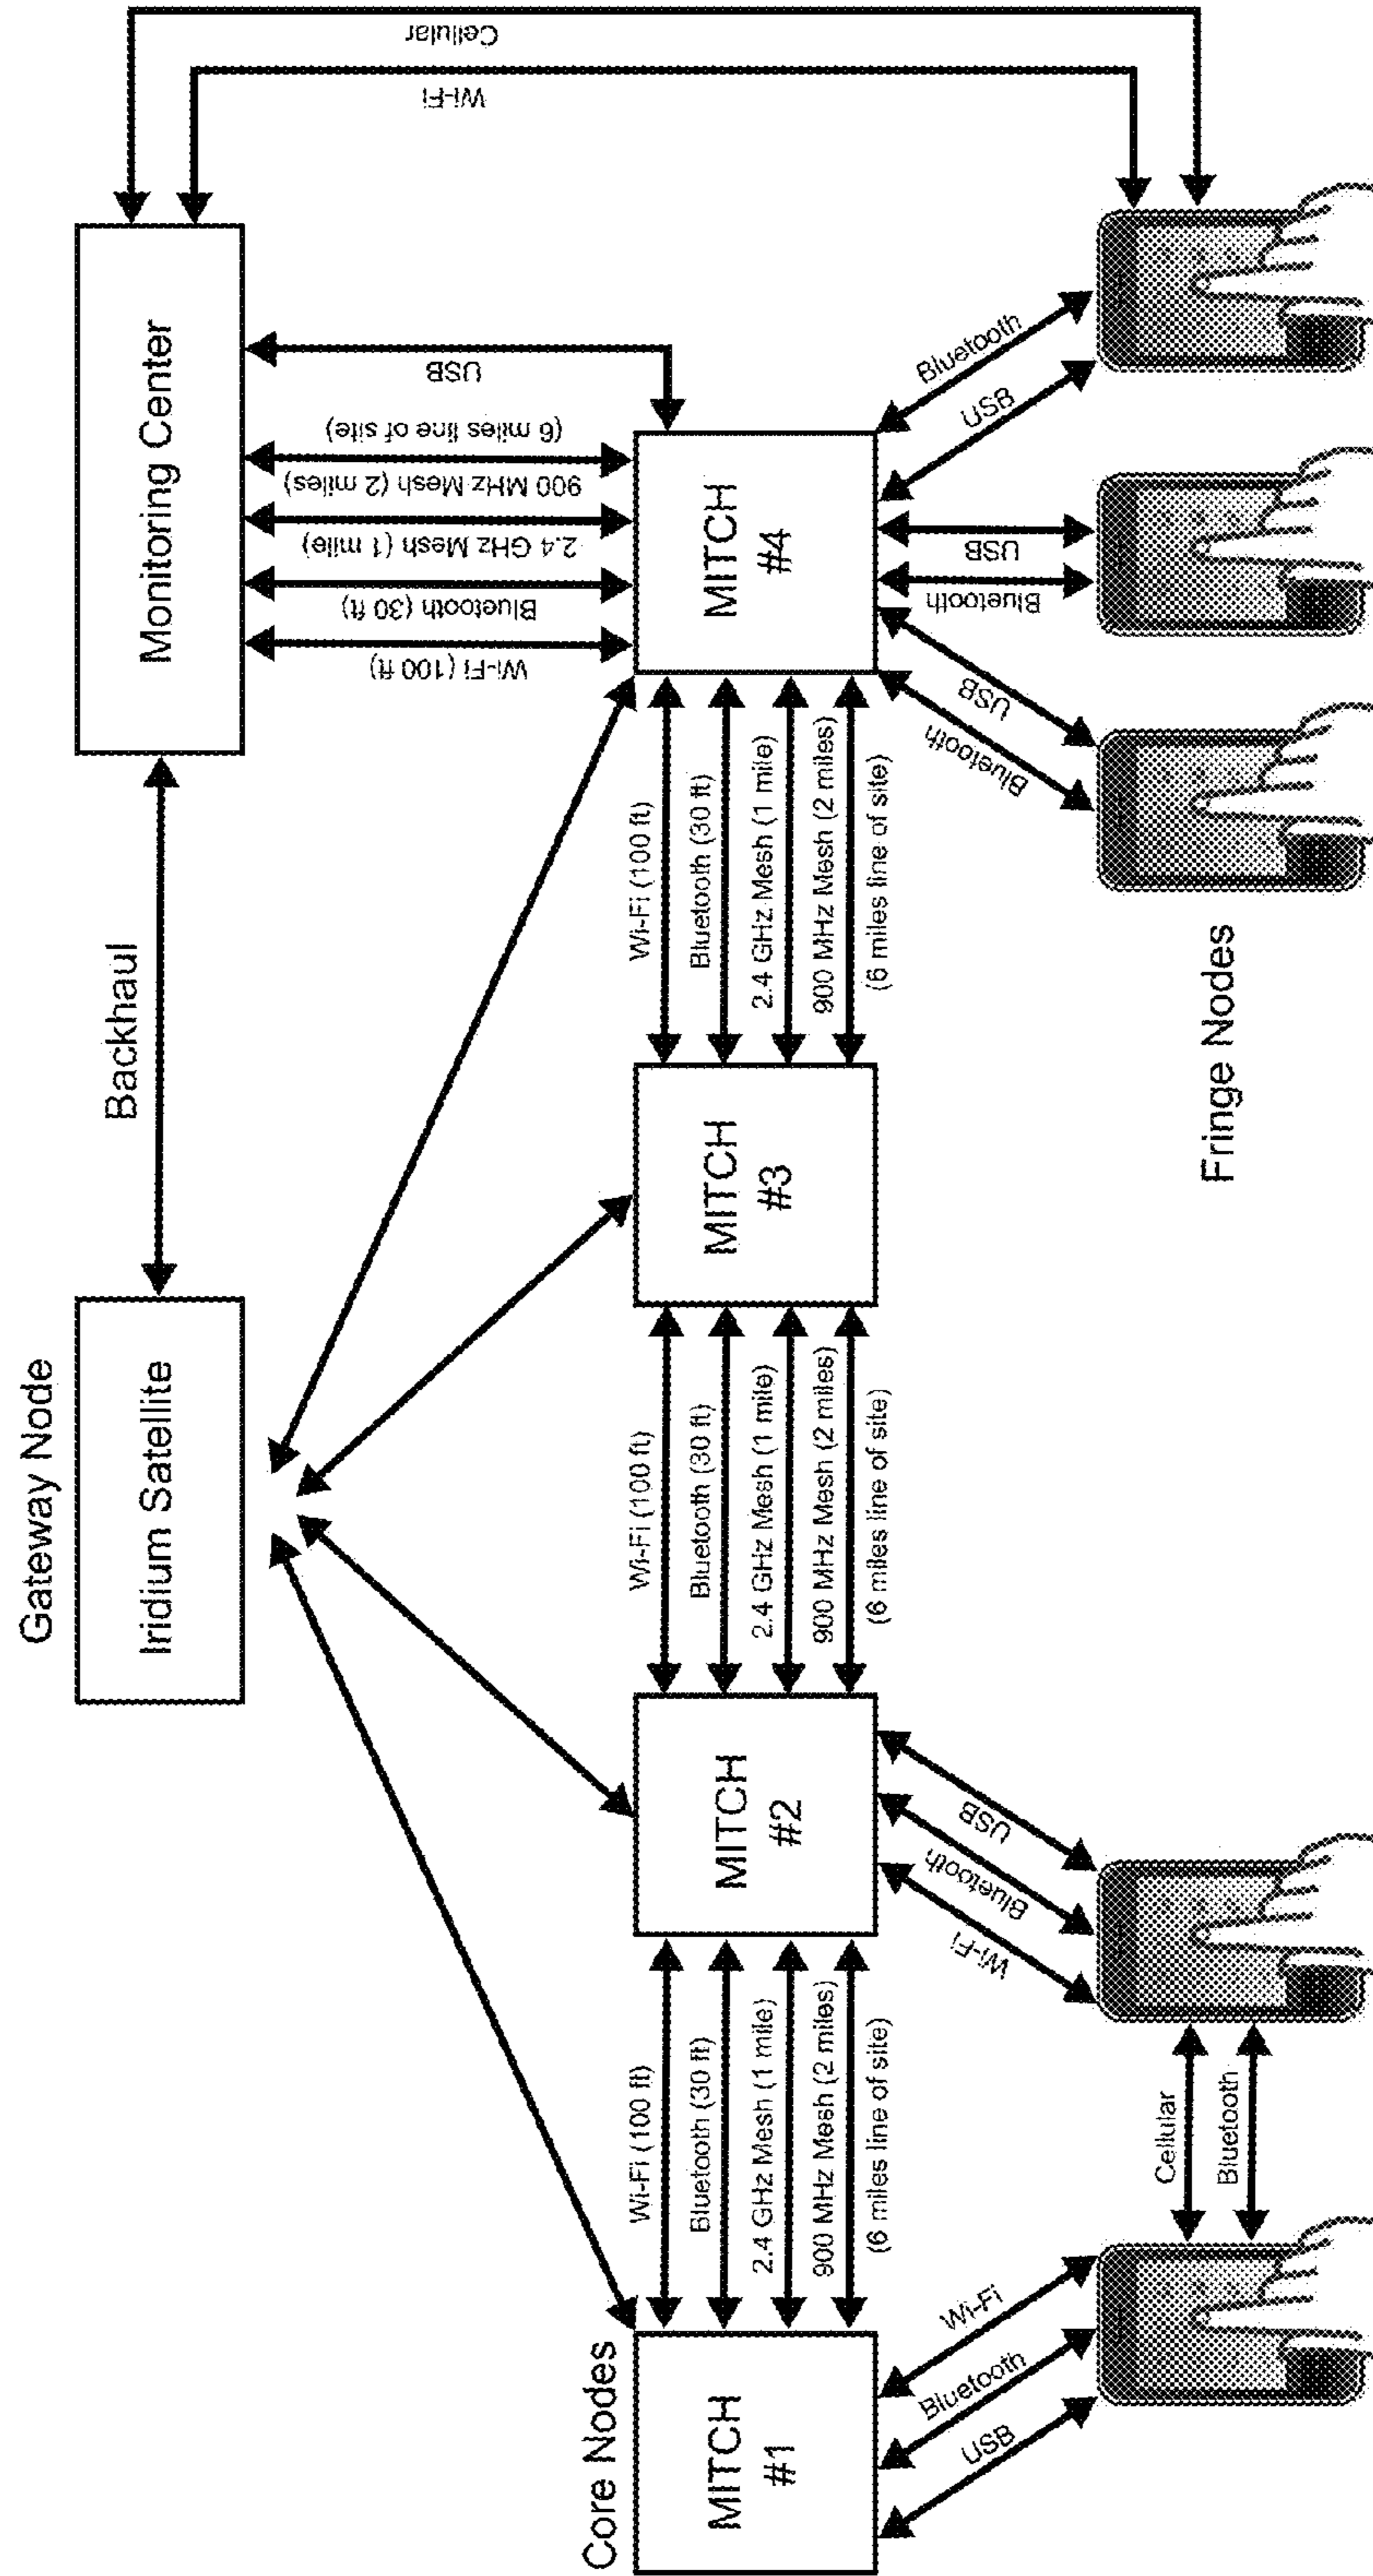 Gateway Node
Iridium Satellite
Backhaul
Monitoring Center
Cellular
Wi-Fi
Wi-Fi (100 ft)
Bluetooth (30 ft)
2.4 GHz Mesh (1 mile)
900 MHz Mesh (2 miles)
(6 miles line of site)
USB
Core Nodes
MITCH
#1
Wi-Fi (100 ft)
Bluetooth (30 ft)
2.4 GHz Mesh (1 mile)
900 MHz Mesh (2 miles)
(6 miles line of site)
MITCH
#2
Wi-Fi (100 ft)
Bluetooth (30 ft)
2.4 GHz Mesh (1 mile)
900 MHz Mesh (2 miles)
(6 miles line of site)
MITCH
#3
Wi-Fi (100 ft)
Bluetooth (30 ft)
2.4 GHz Mesh (1 mile)
900 MHz Mesh (2 miles)
(6 miles line of site)
MITCH
#4
USB
Bluetooth
Wi-Fi
Wi-Fi
Bluetooth
USB
Bluetooth
USB
Bluetooth
USB
USB
Bluetooth
Cellular
Bluetooth
Fringe Nodes